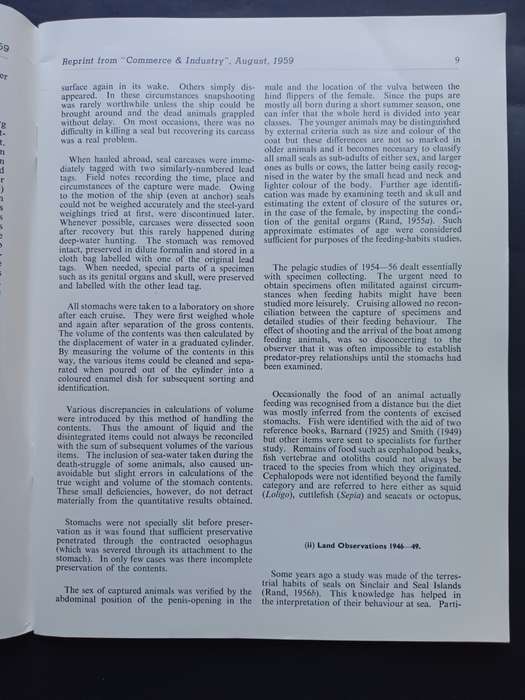 Reprint from "Commerce & Industry", August, 1959
9
surface again in its wake. Others simply dis-
appeared. In these circumstances snapshooting
was rarely worthwhile unless the ship could be
brought around and the dead animals grappled
without delay. On most occasions, there was no
difficulty in killing a seal but recovering its carcass
was a real problem.
When hauled abroad, seal carcases were imme-
diately tagged with two similarly-numbered lead
tags. Field notes recording the time, place and
circumstances of the capture were made. Owing
to the motion of the ship (even at anchor) seals
could not be weighed accurately and the steel-yard
weighings tried at first, were discontinued later.
Whenever possible, carcases were dissected soon
after recovery but this rarely happened during
deep-water hunting. The stomach was removed
intact, preserved in dilute formalin and stored in a
cloth bag labelled with one of the original lead
tags. When needed, special parts of a specimen
such as its genital organs and skull, were preserved
and labelled with the other lead tag.
All stomachs were taken to a laboratory on shore
after each cruise. They were first weighed whole
and again after separation of the gross contents.
The volume of the contents was then calculated by
the displacement of water in a graduated cylinder.
By measuring the volume of the contents in this
way, the various items could be cleaned and sepa-
rated when poured out of the cylinder into a
coloured enamel dish for subsequent sorting and
identification.
Various discrepancies in calculations of volume
were introduced by this method of handling the
contents. Thus the amount of liquid and the
disintegrated items could not always be reconciled
with the sum of subsequent volumes of the various
items. The inclusion of sea-water taken during the
death-struggle of some animals, also caused un-
avoidable but slight errors in calculations of the
true weight and volume of the stomach contents.
These small deficiencies, however, do not detract
materially from the quantitative results obtained.
Stomachs were not specially slit before preser-
vation as it was found that sufficient preservative
penetrated through the contracted oesophagus
(which was severed through its attachment to the
stomach). In only few cases was there incomplete
preservation of the contents.
The sex of captured animals was verified by the
abdominal position of the penis-opening in the
male and the location of the vulva between the
hind flippers of the female. Since the pups are
mostly all born during a short summer season, one
can infer that the whole herd is divided into year
classes. The younger animals may be distinguished
by external criteria such as size and colour of the
coat but these differences are not so marked in
older animals and it becomes necessary to classify
all small seals as sub-adults of either sex, and larger
ones as bulls or cows, the latter being easily recog-
nised in the water by the small head and neck and
lighter colour of the body. Further age identifi-
cation was made by examining teeth and skull and
estimating the extent of closure of the sutures or,
in the case of the female, by inspecting the condi-
tion of the genital organs (Rand, 1955a). Such
approximate estimates of age were considered
sufficient for purposes of the feeding-habits studies.
The pelagic studies of 1954—56 dealt essentially
with specimen collecting. The urgent need to
obtain specimens often militated against circum-
stances when feeding habits might have been
studied more leisurely. Cruising allowed no recon-
ciliation between the capture of specimens and
detailed studies of their feeding behaviour. The
effect of shooting and the arrival of the boat among
feeding animals, was so disconcerting to the
observer that it was often impossible to establish
predator-prey relationships until the stomachs had
been examined.
Occasionally the food of an animal actually
feeding was recognised from a distance but the diet
was mostly inferred from the contents of excised
stomachs. Fish were identified with the aid of two
reference books, Barnard (1925) and Smith (1949)
but other items were sent to specialists for further
study. Remains of food such as cephalopod beaks,
fish vertebrae and otoliths could not always be
traced to the species from which they originated.
Cephalopods were not identified beyond the family
category and are referred to here either as squid
(Loligo), cuttlefish (Sepia) and seacats or octopus.
(ii) Land Observations 1946—49.
Some years ago a study was made of the terres-
trial habits of seals on Sinclair and Seal Islands
(Rand, 1956b). This knowledge has helped in
the interpretation of their behaviour at sea. Parti-